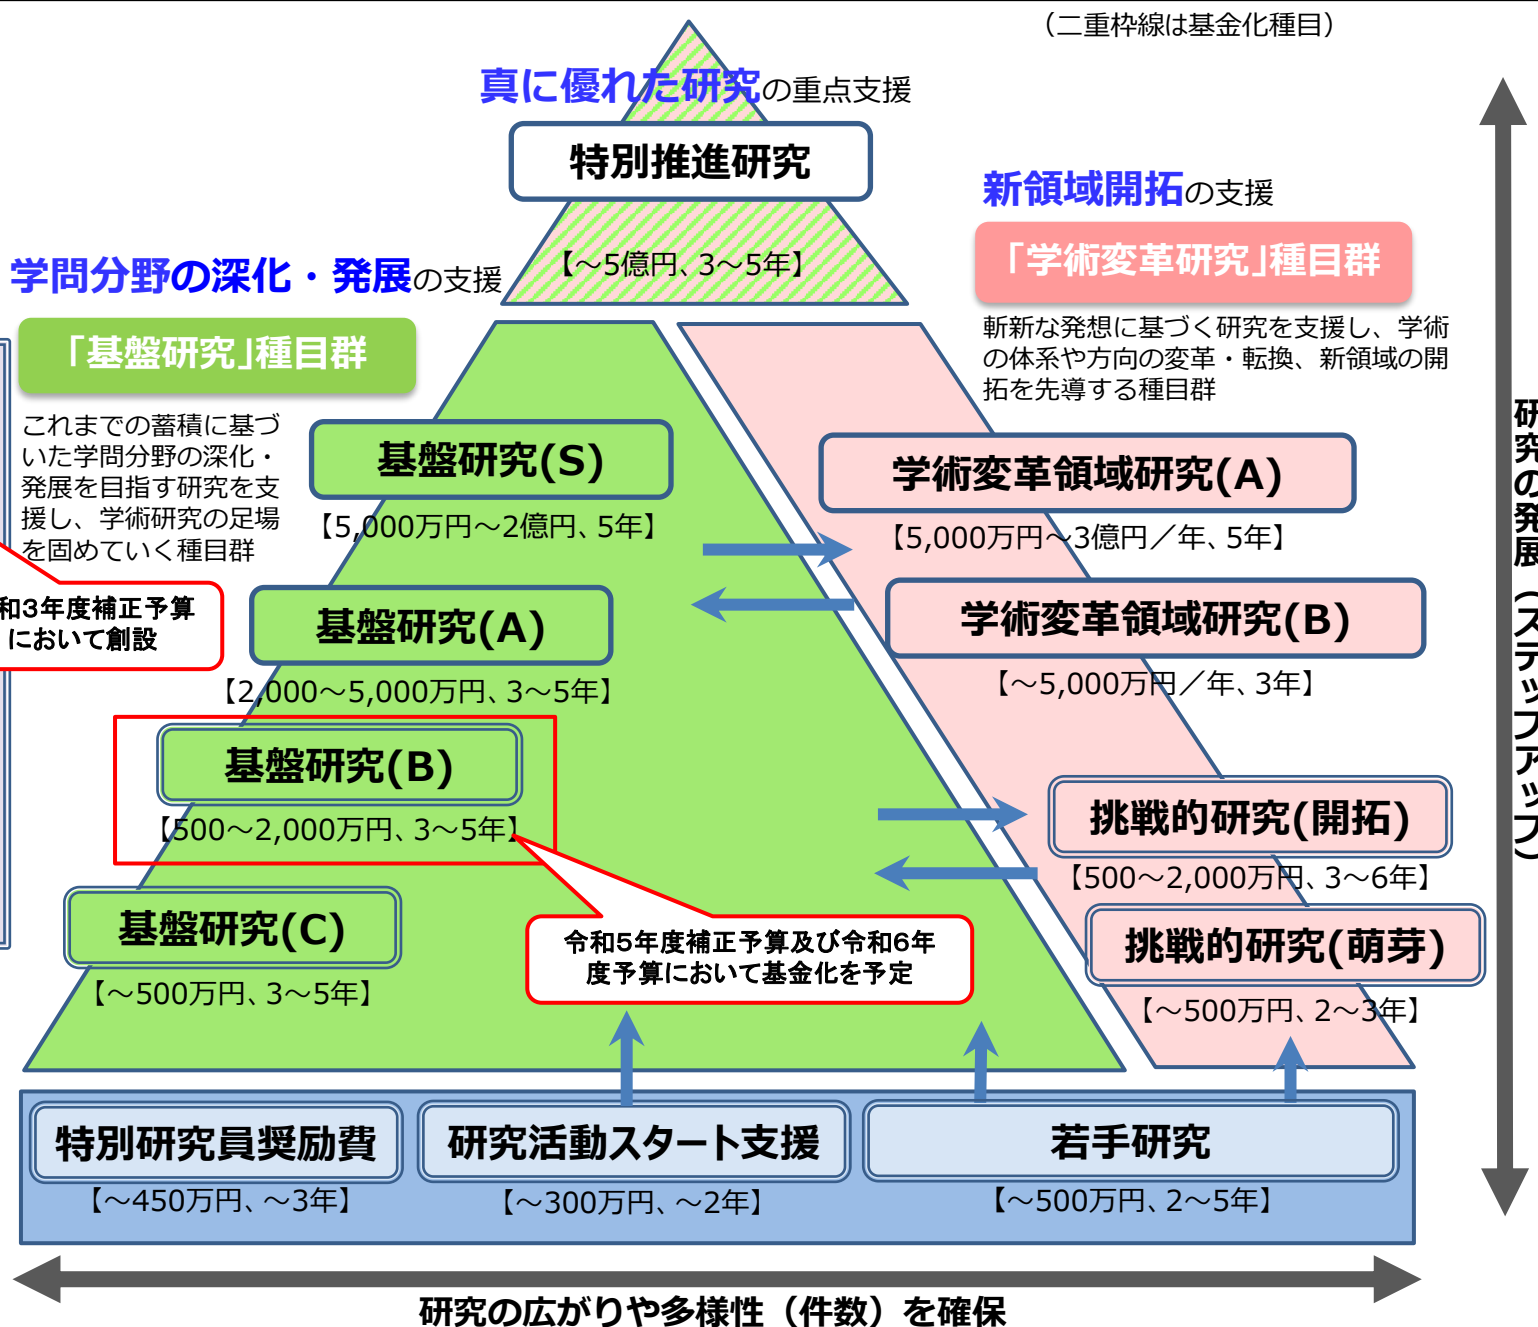 （二重枠線は基金化種目）
真に優れた研究の重点支援
特別推進研究
【～5億円、3～5年】
新領域開拓の支援
「学術変革研究」種目群
斬新な発想に基づく研究を支援し、学術
の体系や方向の変革・転換、新領域の開
拓を先導する種目群
学問分野の深化・発展の支援
「基盤研究」種目群
これまでの蓄積に基づ
いた学問分野の深化・
発展を目指す研究を支
援し、学術研究の足場
を固めていく種目群
和3年度補正予算
において創設
基盤研究(S)
【5,000万円～2億円、5年】
学術変革領域研究(A)
【5,000万円～3億円／年、5年】
基盤研究(A)
【2,000～5,000万円、3～5年】
学術変革領域研究(B)
【～5,000万円／年、3年】
基盤研究(B)
【500～2,000万円、3～5年】
挑戦的研究(開拓)
【500～2,000万円、3～6年】
基盤研究(C)
【～500万円、3～5年】
令和5年度補正予算及び令和6年
度予算において基金化を予定
挑戦的研究(萌芽)
【～500万円、2～3年】
特別研究員奨励費
【～450万円、～3年】
研究活動スタート支援
【～300万円、～2年】
若手研究
【～500万円、2～5年】
研究の広がりや多様性（件数）を確保
研究の発展（ステップアップ）